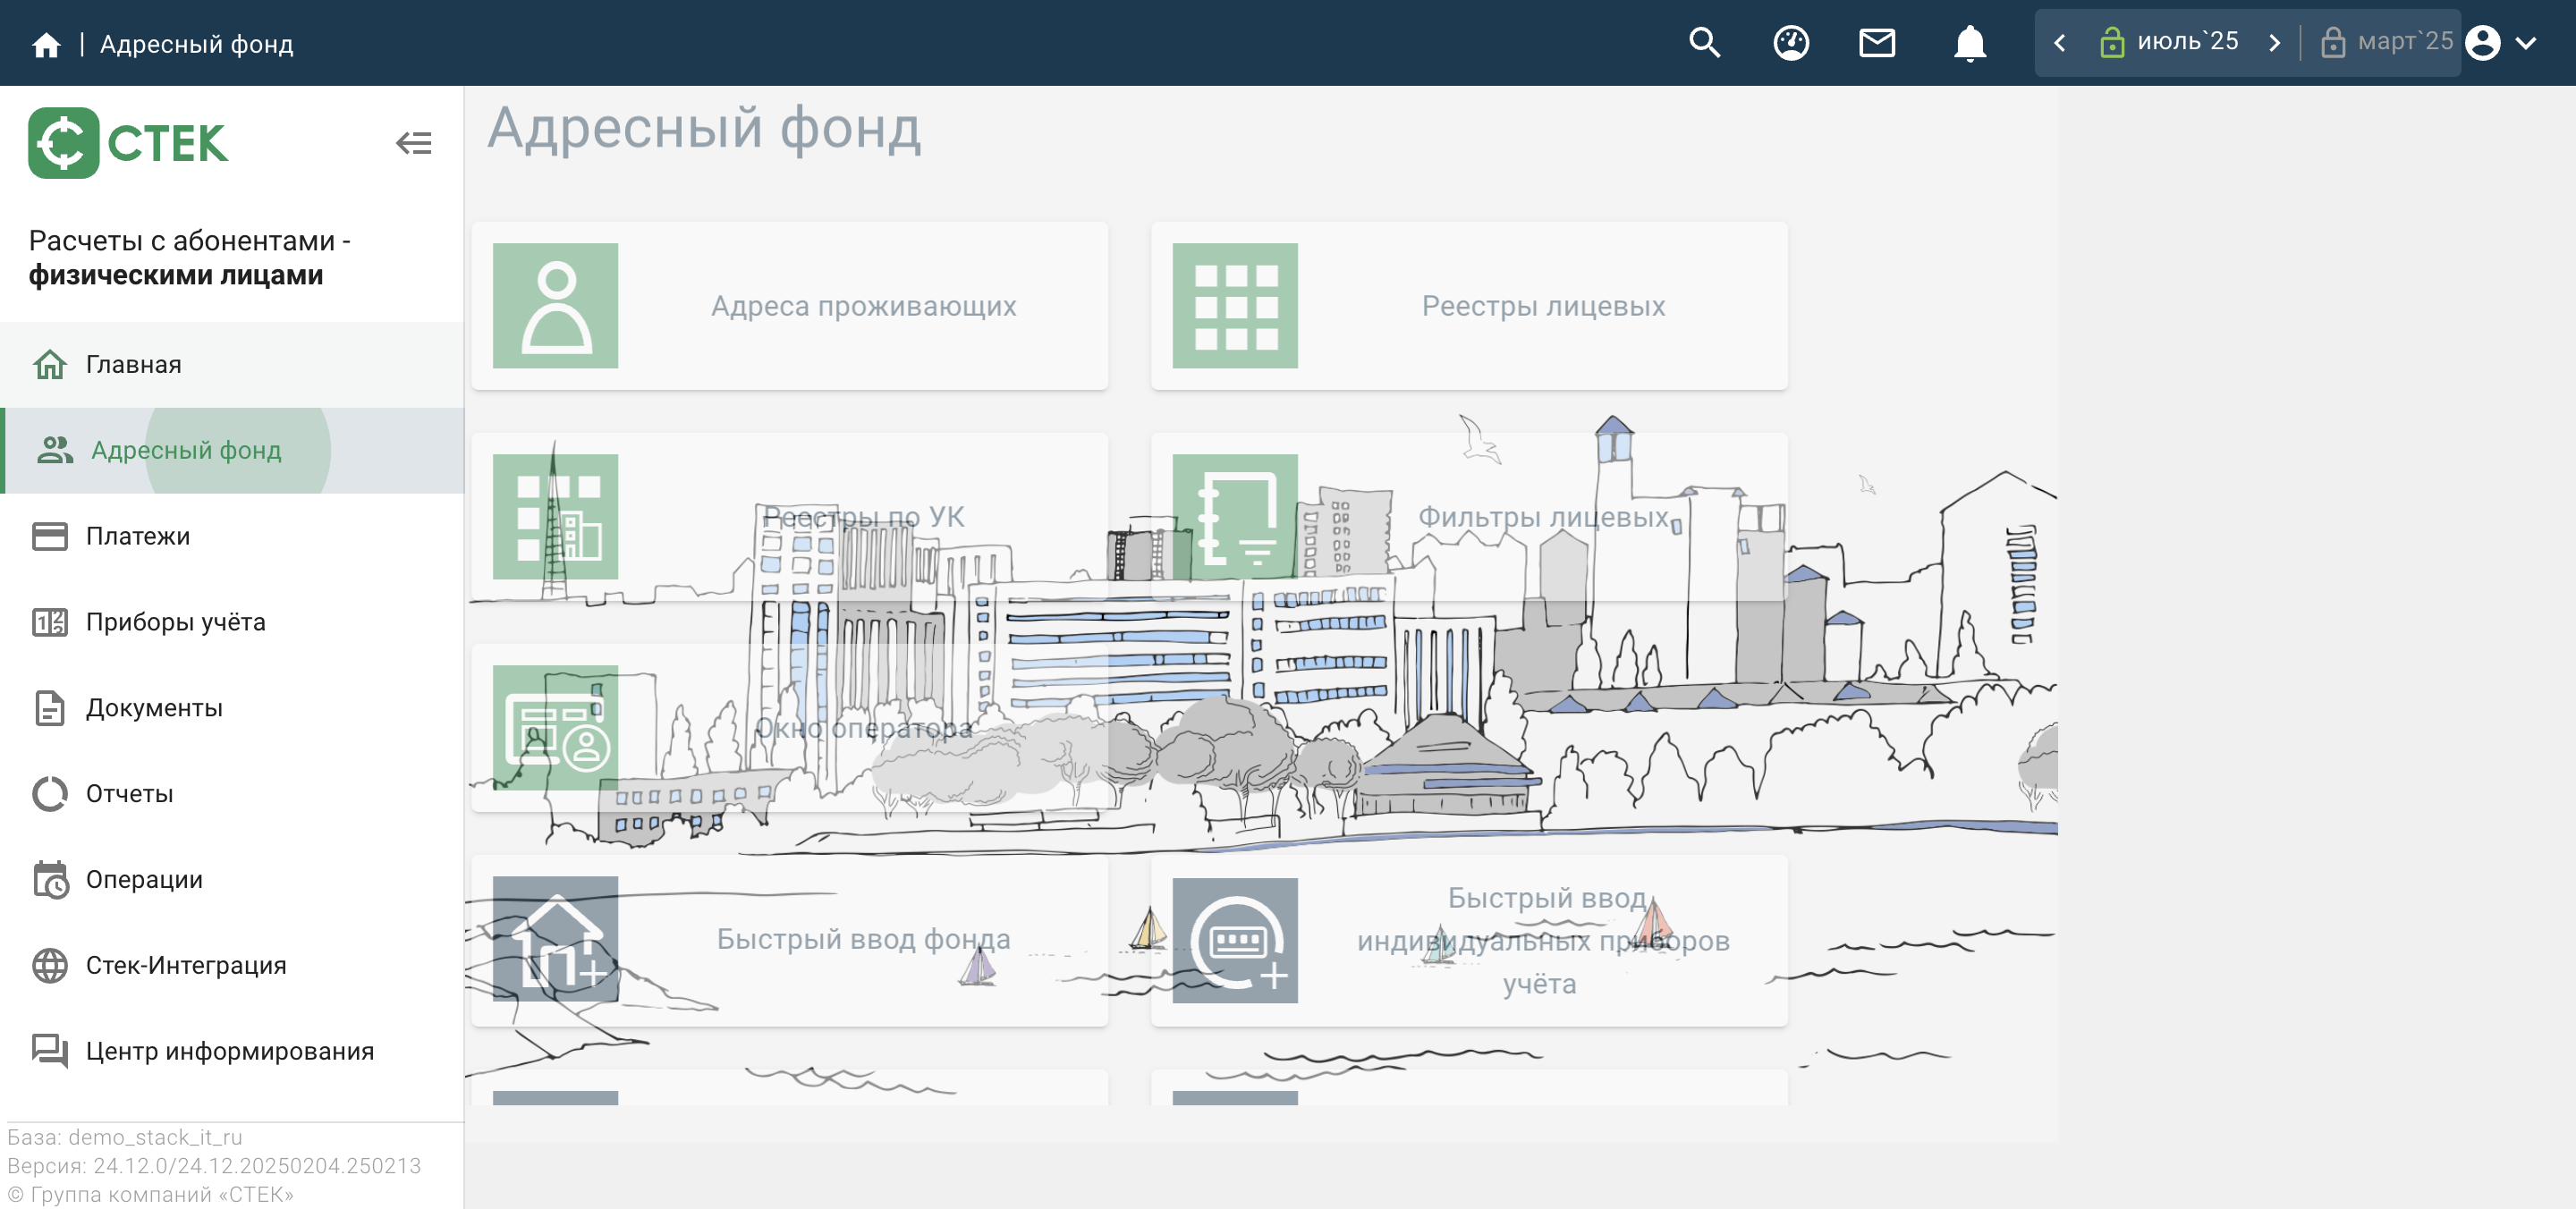 Адресный фонд
июль`25
март`25
СТЕК
Адресный фонд
Расчеты с абонентами -
физическими лицами
Главная
Адресный фонд
Платежи
Приборы учёта
Документы
Отчеты
Операции
Стек-Интеграция
Центр информирования
База: demo_stack_it_ru
Версия: 24.12.0/24.12.20250204.250213
© Группа компаний «СТЕК»
Адреса проживающих
Реестры лицевых
Реестры по УК
Фильтры лицевых
Окно оператора
Быстрый ввод фонда
Быстрый ввод
индивидуальных приборов
учёта